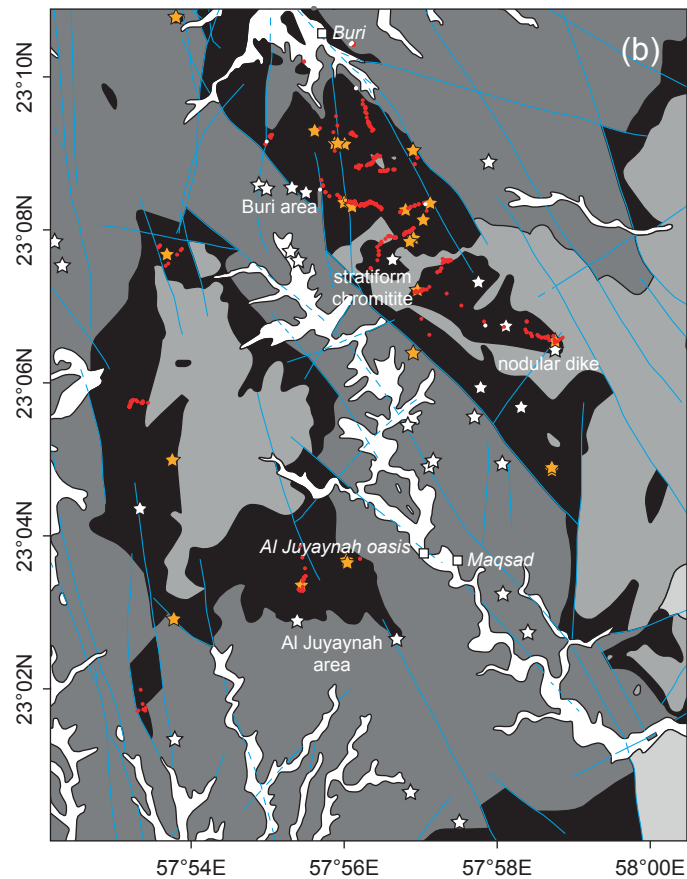 Buri
(b)
23°10N
23°08N
Buri area
stratiform
chromitite
23°06N
nodular dike
23°04N
Al Juyaynah oasis
Maqsad
Al Juyaynah
area
23°02N
57°54E
57°56E
57°58E
58°00E